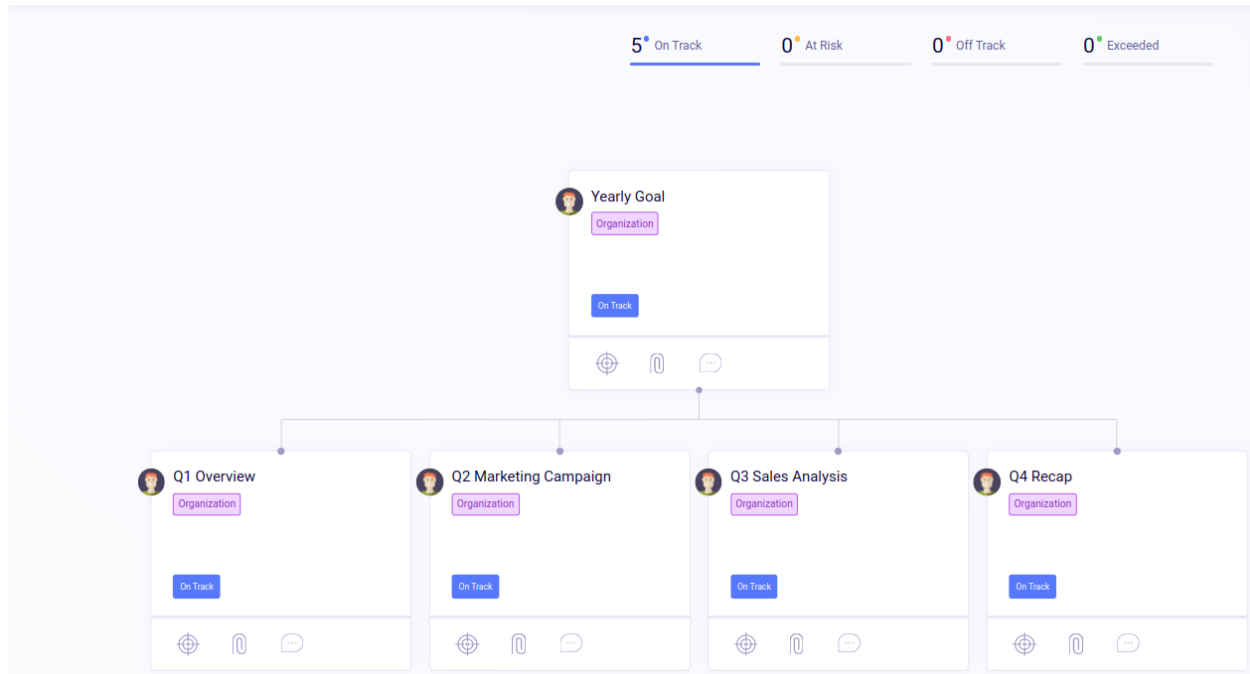 5 On Track 0 At Risk 0 Off Track 0 Exceeded
Yearly Goal
Organization
On Track
Q1 Overview
Organization
On Track
Q2 Marketing Campaign
Organization
On Track
Q3 Sales Analysis
Organization
On Track
Q4 Recap
Organization
On Track